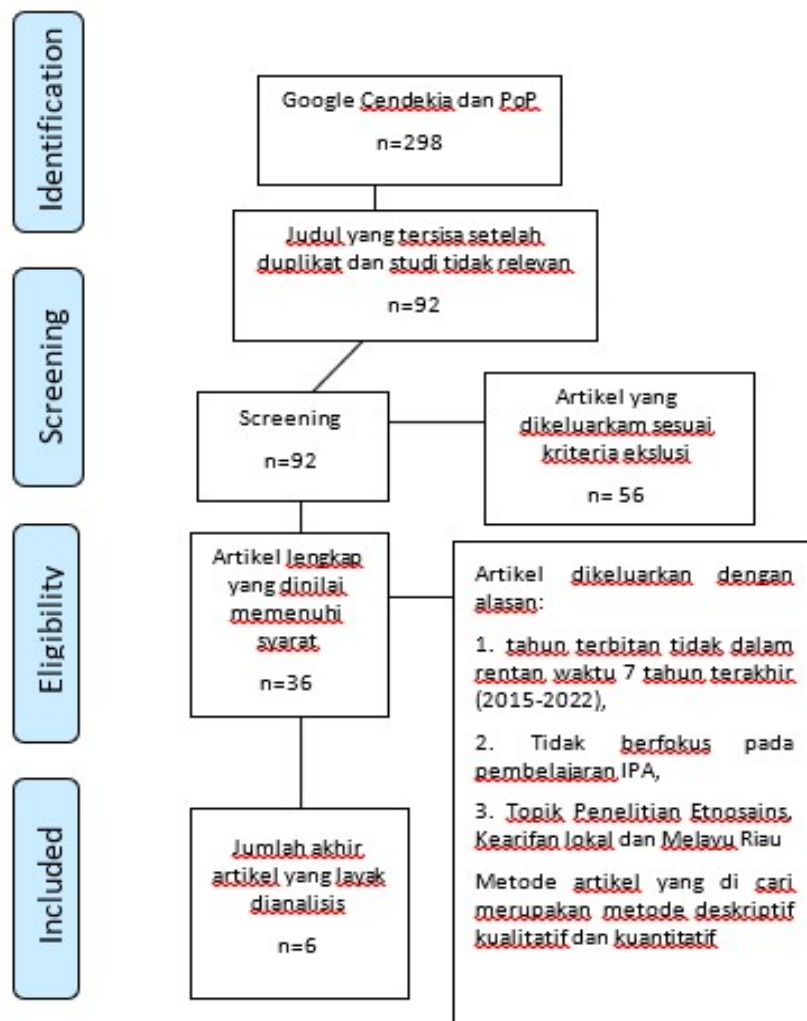 Identification
Google Cendekia dan PoP
n=298
Judul yang tersisa setelah
duplikat dan studi tidak relevan
n=92
Screening
Screening
n=92
Artikel yang
dikeluarkam sesuai
kriteria ekslusi
n= 56
Eligibility
Artikel lengkap
yang dinilai
memenuhi
syarat
n=36
Artikel dikeluarkan dengan
alasan:
1. tahun terbitan tidak dalam
rentan waktu 7 tahun terakhir
(2015-2022),
2. Tidak berfokus pada
pembelajaran IPA,
3. Topik Penelitian Etnosains,
Kearifan lokal dan Melayu Riau
Metode artikel yang di cari
merupakan metode deskriptif
kualitatif dan kuantitatif
Included
Jumlah akhir
artikel yang layak
dianalisis
n=6